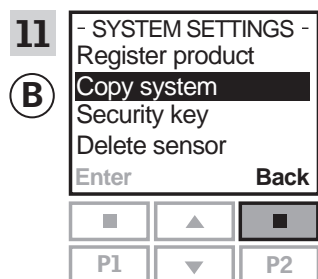 11
B
- SYSTEM SETTINGS -
Register product
Copy system
Security key
Delete sensor
Enter Back
P1 P2